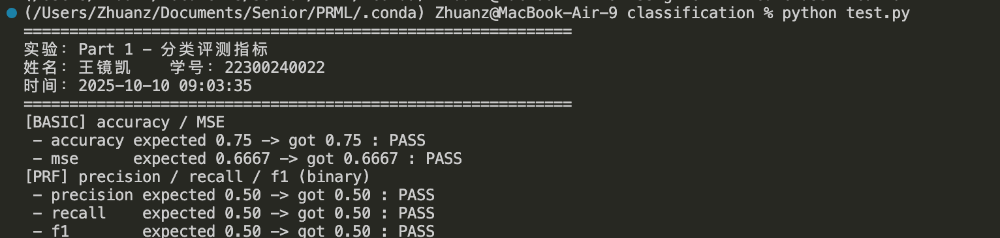 (/Users/Zhuanz/Documents/Senior/PRML/.conda) Zhuanz@MacBook-Air-9 classification % python test.py
============================================================
实验: Part 1 - 分类评测指标
姓名: 王镜凯    学号: 22300240022
时间: 2025-10-10 09:03:35
============================================================
[BASIC] accuracy / MSE
 - accuracy expected 0.75 -> got 0.75 : PASS
 - mse      expected 0.6667 -> got 0.6667 : PASS
[PRF] precision / recall / f1 (binary)
 - precision expected 0.50 -> got 0.50 : PASS
 - recall    expected 0.50 -> got 0.50 : PASS
 - f1        expected 0.50 -> got 0.50 : PASS